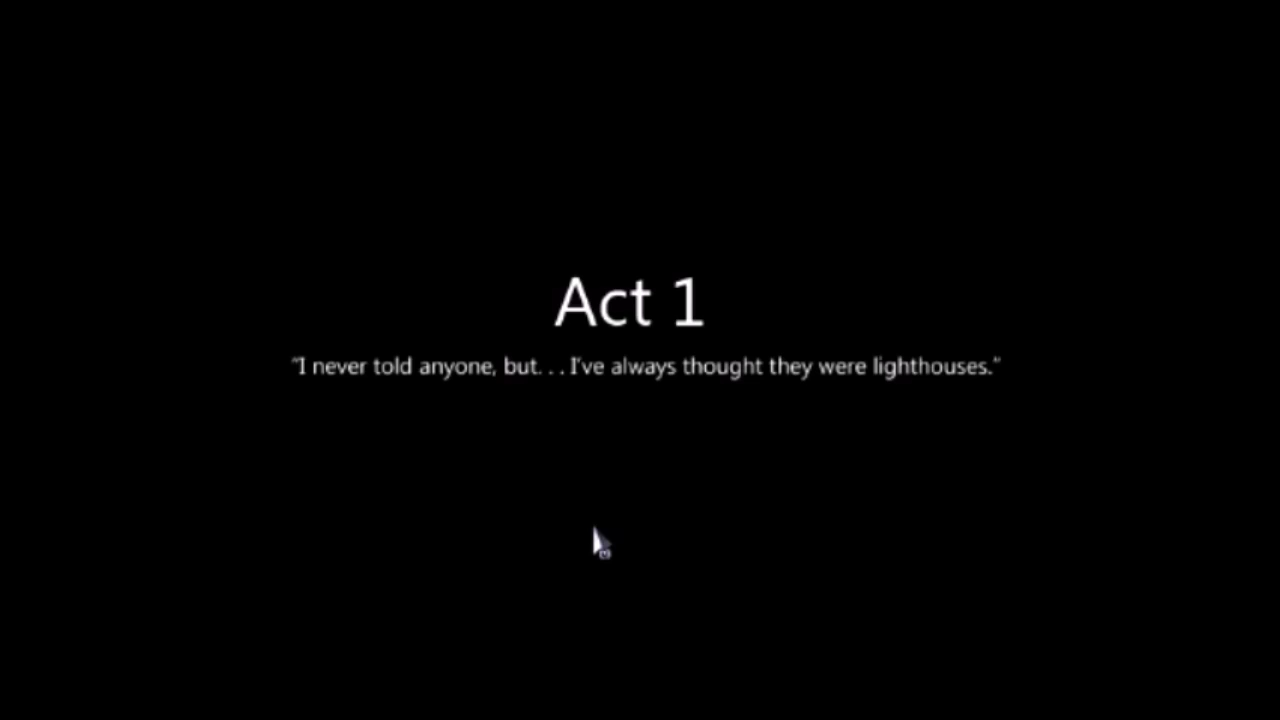 Act 1
“I never told anyone, but. . . I've always thought they were lighthouses.”